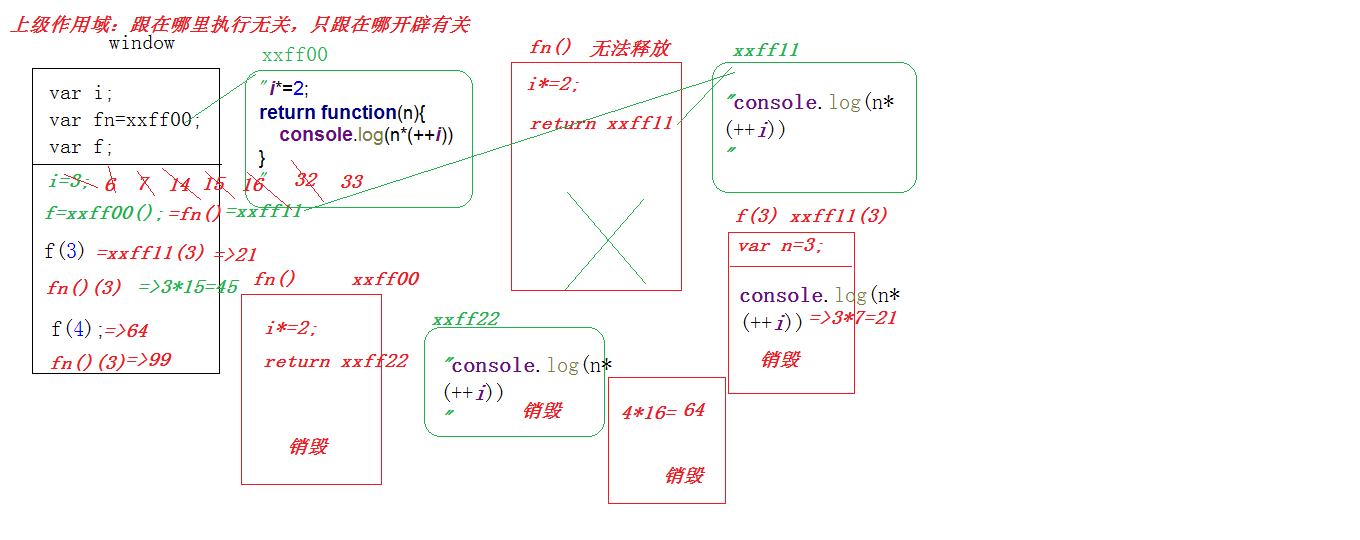 上级作用域：跟在哪里执行无关，只跟在哪开辟有关
window
var i;
var fn=xxff00;
var f;
i=3; 6 7 14 15 16 32 33
f=xxff00();=fn()=xxff11
f(3) =xxff11(3) =>21
fn()(3) =>3*15=45
f(4);=>64
fn()(3)=>99
xxff00
"i*=2;
return function(n){
console.log(n*(++i))
}
"
fn() 无法释放
i*=2;
return xxff11
xxff11
"console.log(n*
(++i))
"
f(3) xxff11(3)
var n=3;
console.log(n*
(++i)) =>3*7=21
销毁
fn() xxff00
i*=2;
return xxff22
销毁
xxff22
"console.log(n*
(++i))
" 销毁
4*16= 64
销毁